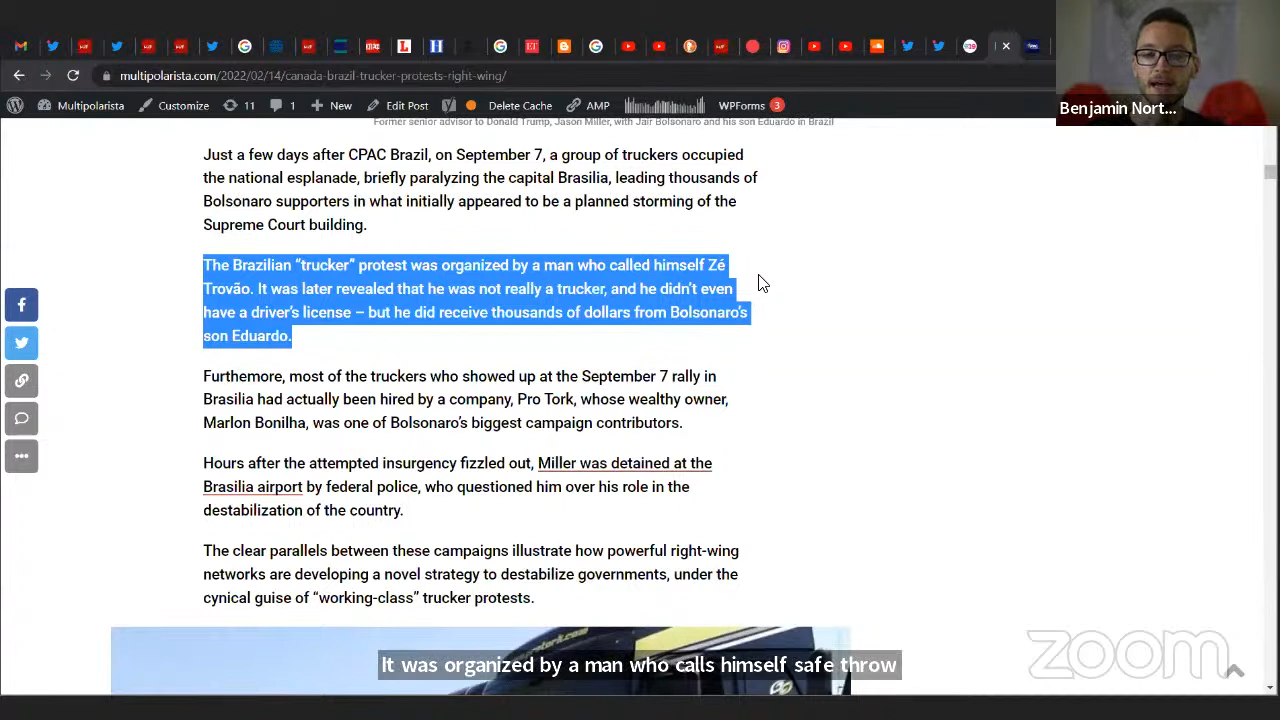 multipolarista.com/2022/02/14/canada-brazil-trucker-protests-right-wing/
Benjamin Nort...
Multipolarista Customize 11 1 New Edit Post Delete Cache AMP WPForms 3
Former senior advisor to Donald Trump, Jason Miller, with Jair Bolsonaro and his son Eduardo in Brazil
Just a few days after CPAC Brazil, on September 7, a group of truckers occupied
the national esplanade, briefly paralyzing the capital Brasilia, leading thousands of
Bolsonaro supporters in what initially appeared to be a planned storming of the
Supreme Court building.
The Brazilian “trucker” protest was organized by a man who called himself Zé
Trovão. It was later revealed that he was not really a trucker, and he didn’t even
have a driver’s license – but he did receive thousands of dollars from Bolsonaro’s
son Eduardo.
Furthemore, most of the truckers who showed up at the September 7 rally in
Brasilia had actually been hired by a company, Pro Tork, whose wealthy owner,
Marlon Bonilha, was one of Bolsonaro’s biggest campaign contributors.
Hours after the attempted insurgency fizzled out, Miller was detained at the
Brasilia airport by federal police, who questioned him over his role in the
destabilization of the country.
The clear parallels between these campaigns illustrate how powerful right-wing
networks are developing a novel strategy to destabilize governments, under the
cynical guise of “working-class” trucker protests.
It was organized by a man who calls himself safe throw
zoom